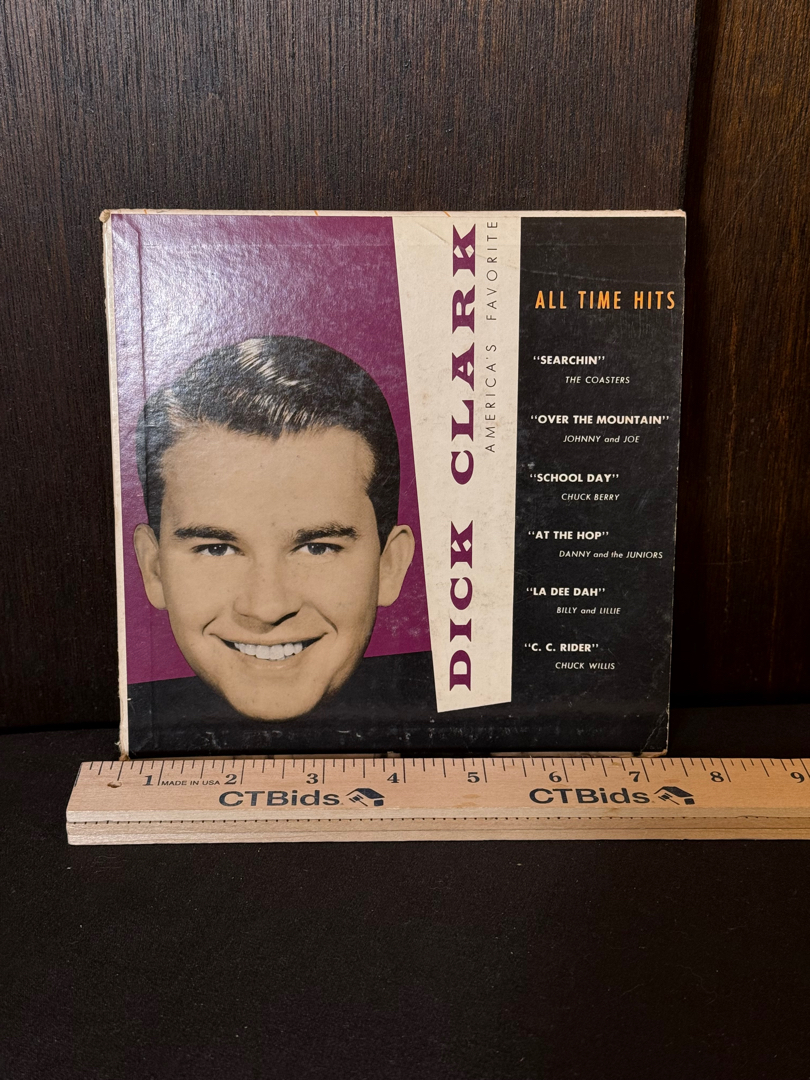 DICK CLARK
AMERICA'S FAVORITE
ALL TIME HITS
"SEARCHIN"
THE COASTERS
"OVER THE MOUNTAIN"
JOHNNY and JOE
"SCHOOL DAY"
CHUCK BERRY
"AT THE HOP"
DANNY and the JUNIORS
"LA DEE DAH"
BILLY and LILLIE
"C. C. RIDER"
CHUCK WILLIS
1 MADE IN USA 2 3 4 5 6 7 8 9
CTBids CTBids